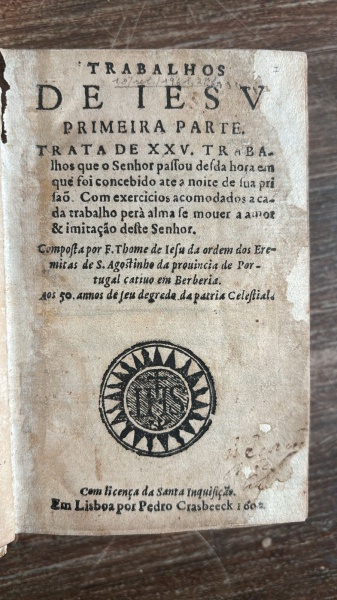 TRABALHOS
DE IESV
PRIMEIRA PARTE.
TRATA DE XXV. TRABA-
lhos que o Senhor paſſou deſda hora em
que foi concebido ate a noite de ſua pri
ſaõ. Com exercicios acomodados a ca-
da trabalho perà alma ſe mouer a amor
& imitação deſte Senhor.
Compoſta por F. Thome de Ieſu da ordem dos Ere-
mitas de S. Agoſtinho da prouincia de Por-
tugal catiuo em Berberia.
Aos 50. annos de ſeu degredo da patria Celeſtial.
IHS
Com licença da Santa Inquiſição.
Em Lisboa por Pedro Crasbeeck 1602